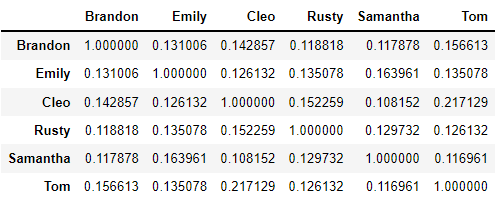 Brandon Emily Cleo Rusty Samantha Tom
Brandon 1.000000 0.131006 0.142857 0.118818 0.117878 0.156613
Emily 0.131006 1.000000 0.126132 0.135078 0.163961 0.135078
Cleo 0.142857 0.126132 1.000000 0.152259 0.108152 0.217129
Rusty 0.118818 0.135078 0.152259 1.000000 0.129732 0.126132
Samantha 0.117878 0.163961 0.108152 0.129732 1.000000 0.116961
Tom 0.156613 0.135078 0.217129 0.126132 0.116961 1.000000